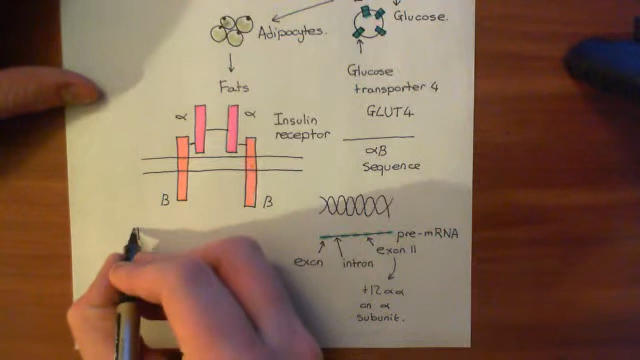 Adipocytes.
Glucose.
Fats
Glucose
transporter 4
GLUT4
α
α
Insulin
receptor
αB
Sequence
B
B
pre-mRNA
exon 11
exon
intron
+12 αα
on α
subunit.